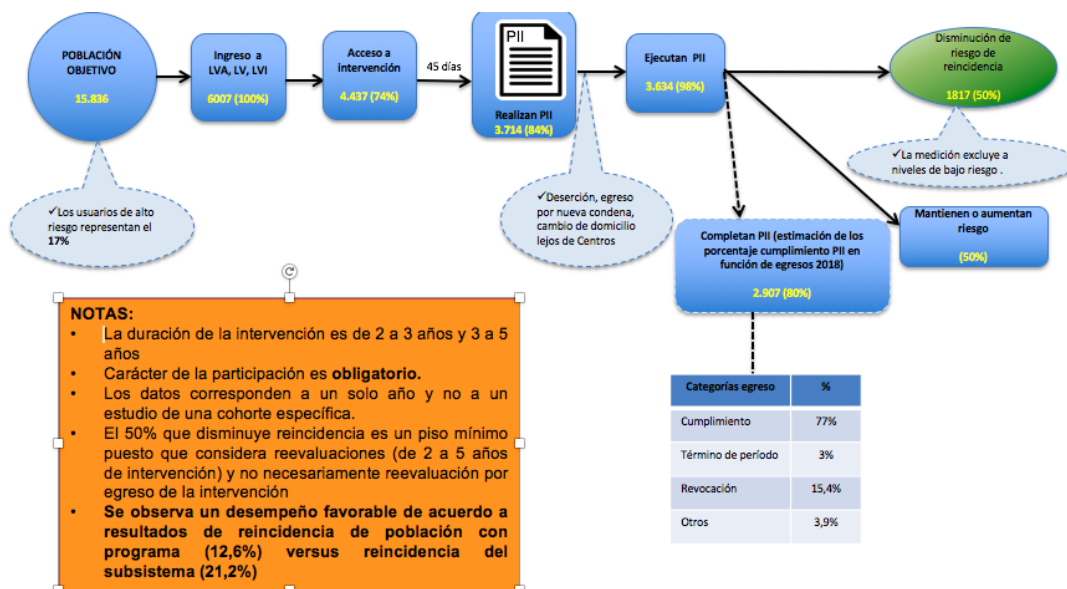 POBLACIÓN
OBJETIVO
15.836
Ingreso a
LVA, LV, LVI
6007 (100%)
Acceso a
intervención
4.437 (74%)
45 días
PII
Realizan PII
3.714 (84%)
Ejecutan PII
3.634 (98%)
Disminución de
riesgo de
reincidencia
1817 (50%)
✓Los usuarios de alto
riesgo representan el
17%
✓Deserción, egreso
por nueva condena,
cambio de domicilio
lejos de Centros
✓La medición excluye a
niveles de bajo riesgo .
Mantienen o aumentan
riesgo
(50%)
Completan PII (estimación de los
porcentaje cumplimiento PII en
función de egresos 2018)
2.907 (80%)
NOTAS:
• La duración de la intervención es de 2 a 3 años y 3 a 5
años
• Carácter de la participación es obligatorio.
• Los datos corresponden a un solo año y no a un
estudio de una cohorte específica.
• El 50% que disminuye reincidencia es un piso mínimo
puesto que considera reevaluaciones (de 2 a 5 años
de intervención) y no necesariamente reevaluación por
egreso de la intervención
• Se observa un desempeño favorable de acuerdo a
resultados de reincidencia de población con
programa (12,6%) versus reincidencia del
subsistema (21,2%)
Categorías egreso %
Cumplimiento 77%
Término de período 3%
Revocación 15,4%
Otros 3,9%